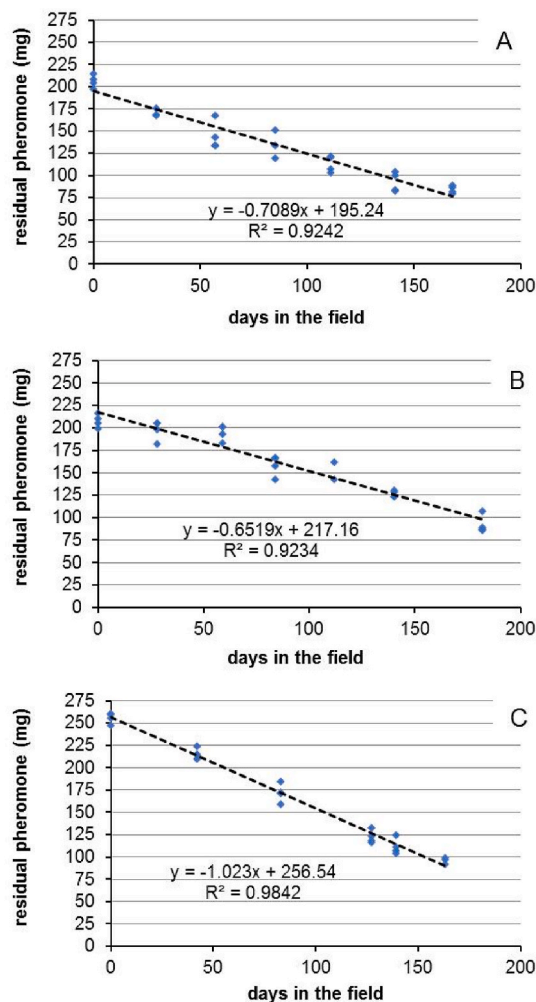 A
residual pheromone (mg)
275
250
225
200
175
150
125
100
75
50
25
0
y = -0.7089x + 195.24
R² = 0.9242
0 50 100 150 200
days in the field
B
residual pheromone (mg)
275
250
225
200
175
150
125
100
75
50
25
0
y = -0.6519x + 217.16
R² = 0.9234
0 50 100 150 200
days in the field
C
residual pheromone (mg)
275
250
225
200
175
150
125
100
75
50
25
0
y = -1.023x + 256.54
R² = 0.9842
0 50 100 150 200
days in the field